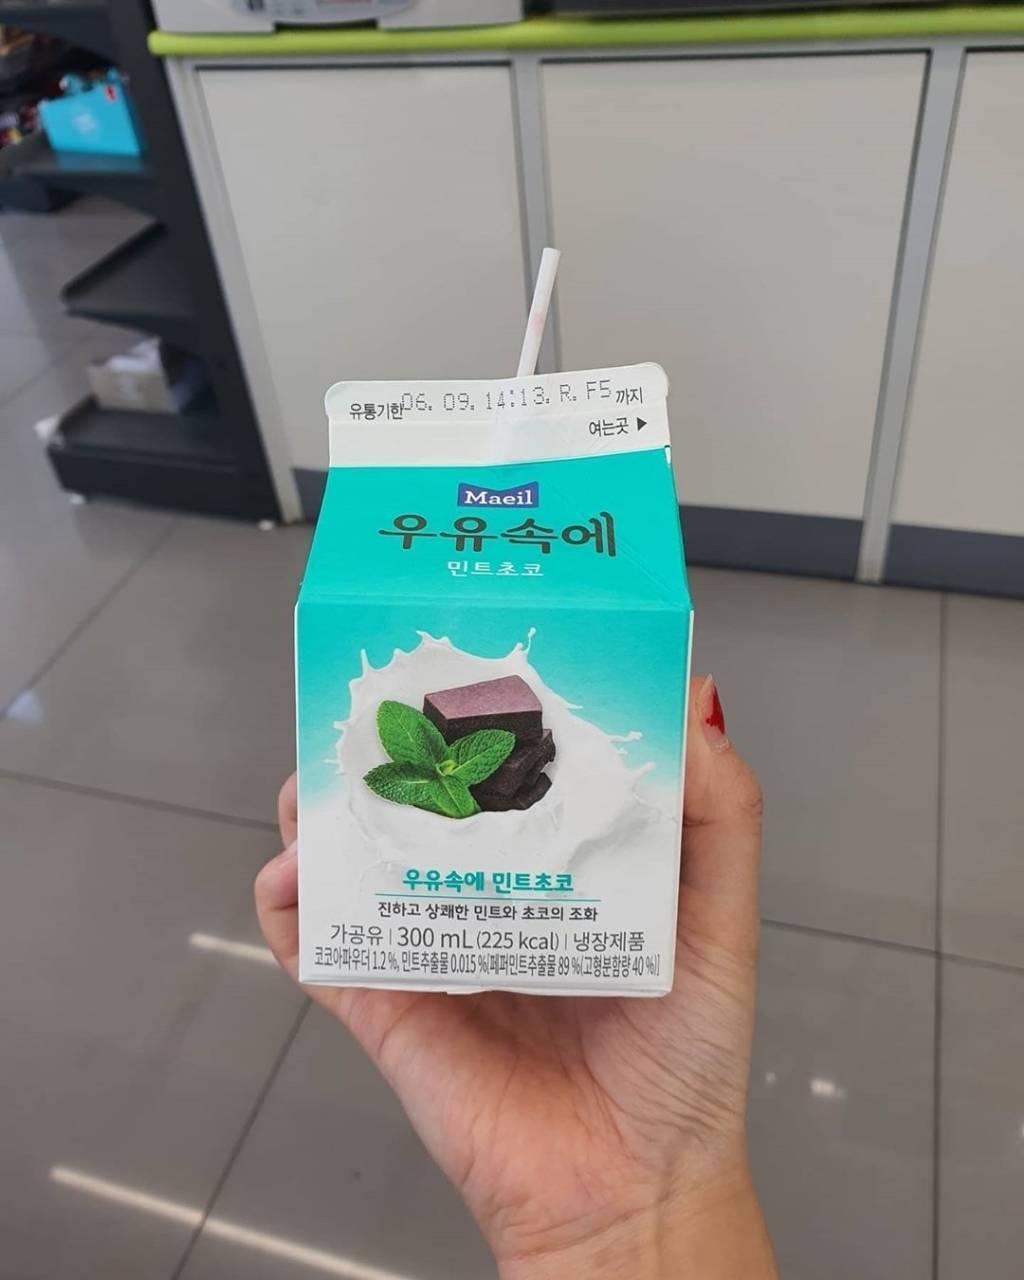 유통기한 06. 09. 14:13. R. F5 까지
여는곳 ▶
Maeil
우유속에
민트초코
우유속에 민트초코
진하고 상쾌한 민트와 초코의 조화
가공유 | 300 mL (225 kcal) | 냉장제품
코코아파우더 1.2 %, 민트추출물 0.015 %[페퍼민트추출물 89 %(고형분함량 40 %)]